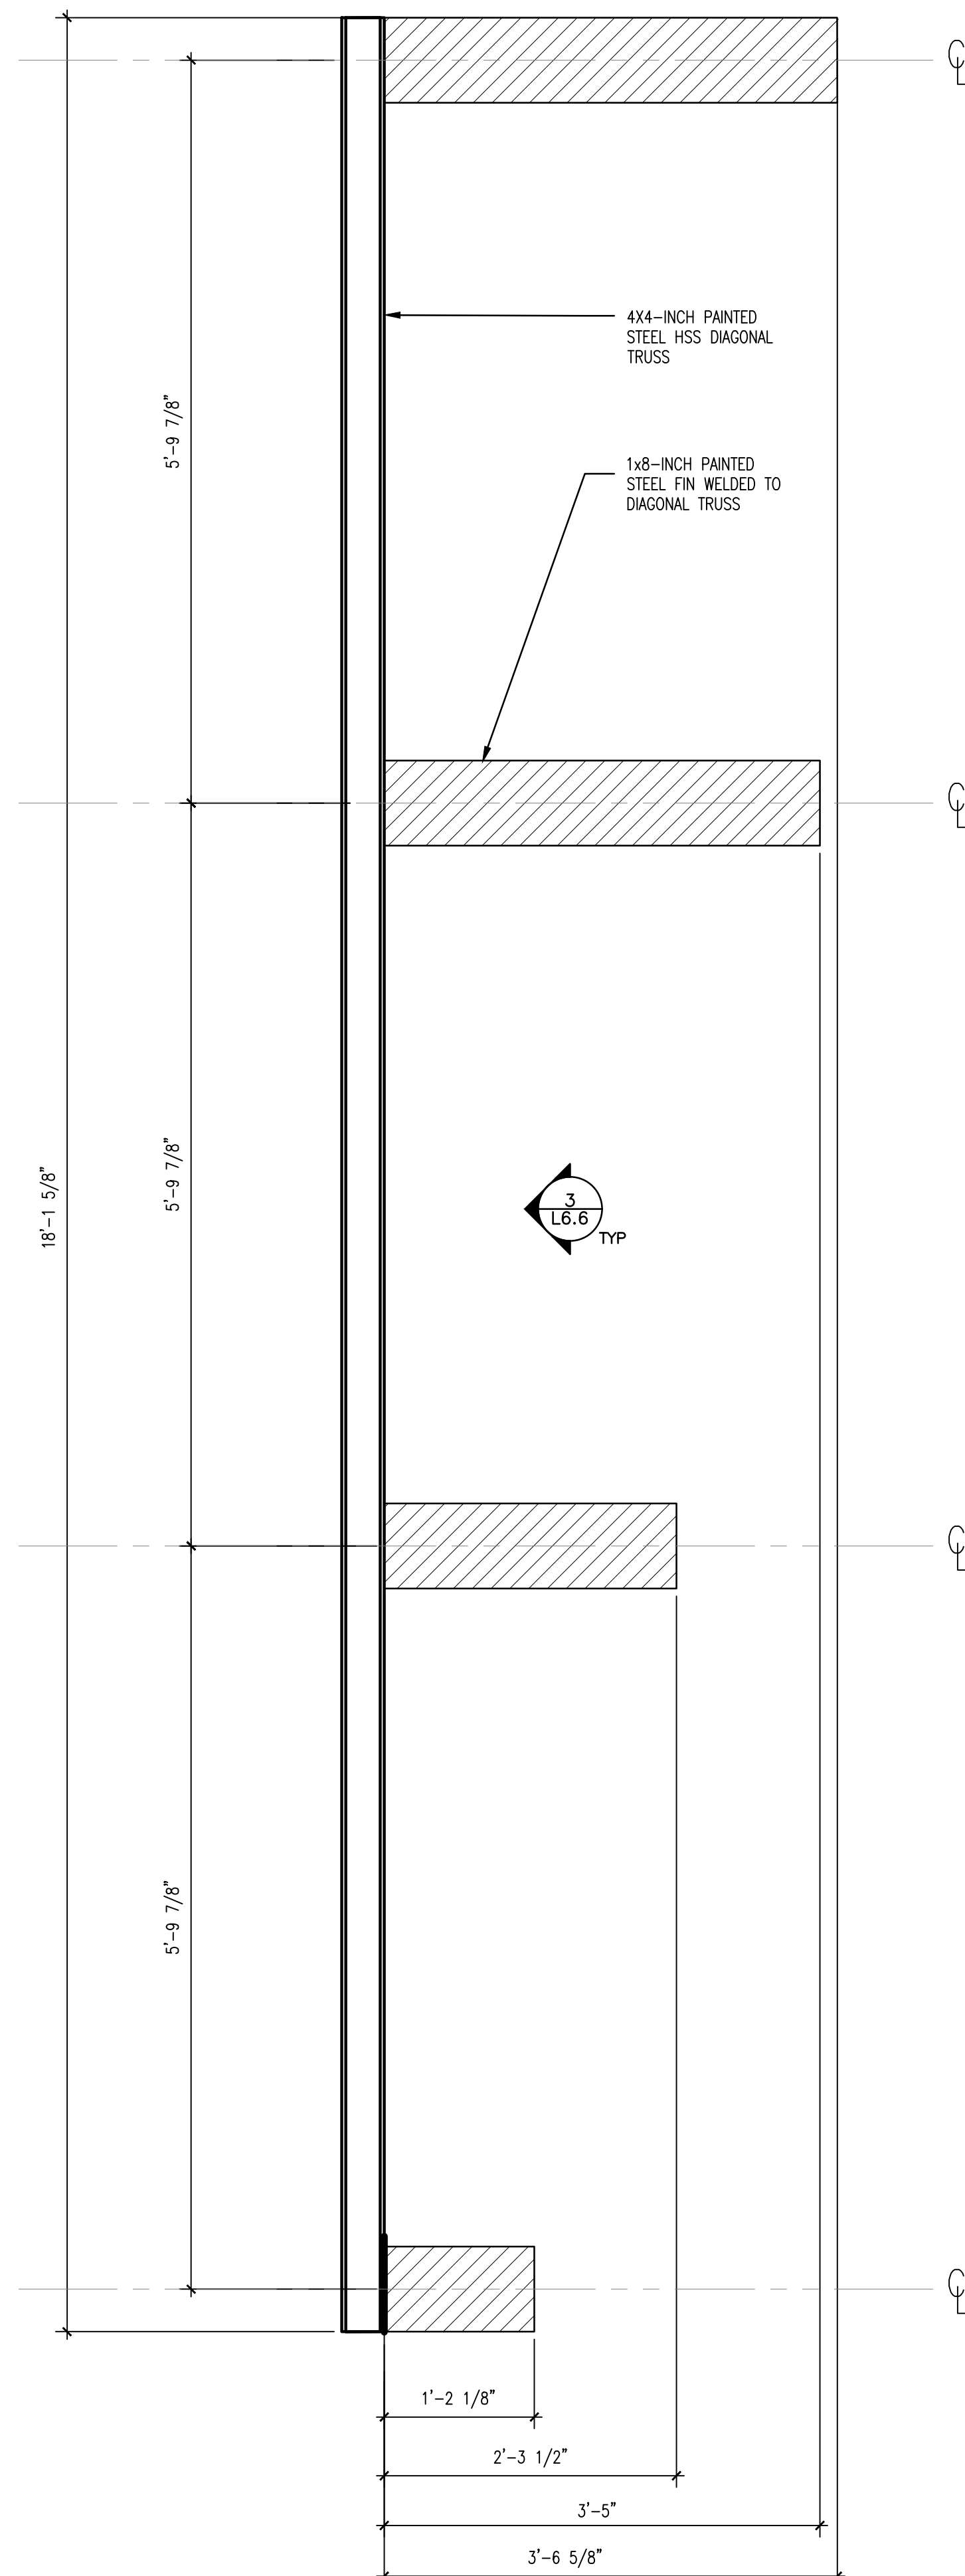 ℄
4X4-INCH PAINTED
STEEL HSS DIAGONAL
TRUSS
5'-9 7/8"
1x8-INCH PAINTED
STEEL FIN WELDED TO
DIAGONAL TRUSS
℄
18'-1 5/8"
5'-9 7/8"
3
L6.6
TYP
℄
5'-9 7/8"
℄
1'-2 1/8"
2'-3 1/2"
3'-5"
3'-6 5/8"